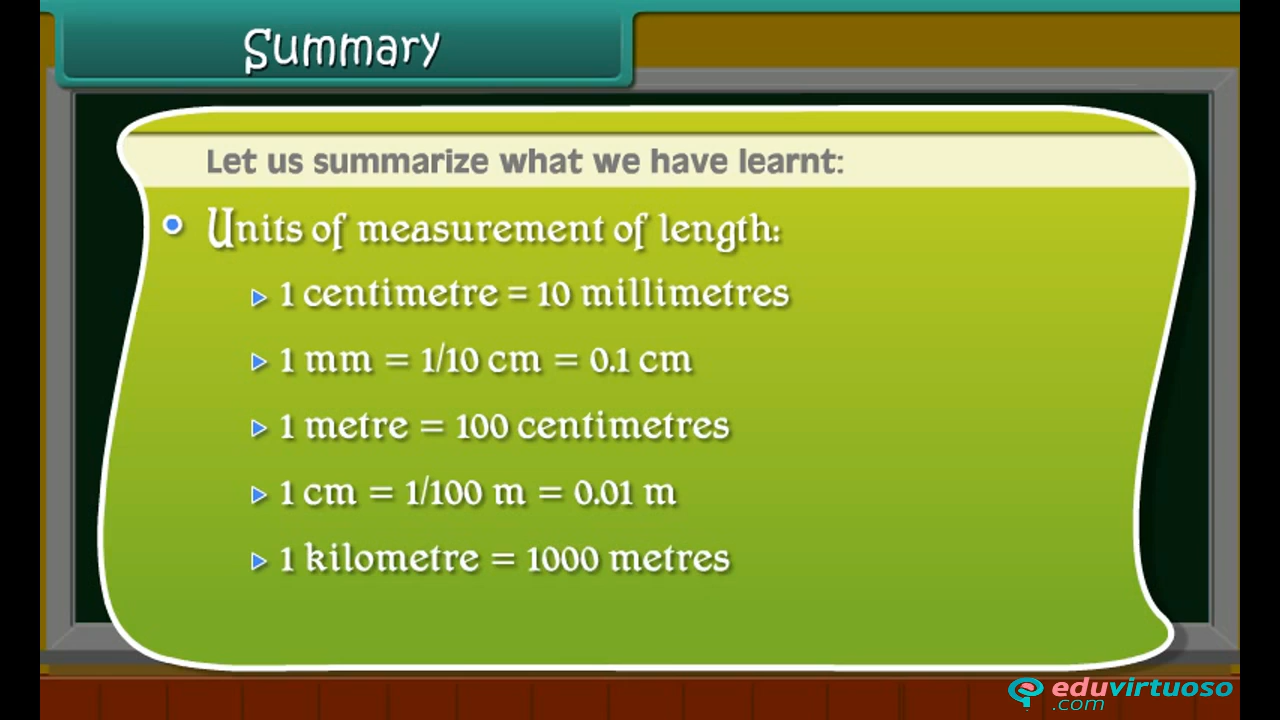 Summary
Let us summarize what we have learnt:
Units of measurement of length:
1 centimetre = 10 millimetres
1 mm = 1/10 cm = 0.1 cm
1 metre = 100 centimetres
1 cm = 1/100 m = 0.01 m
1 kilometre = 1000 metres
eduvirtuoso
.com